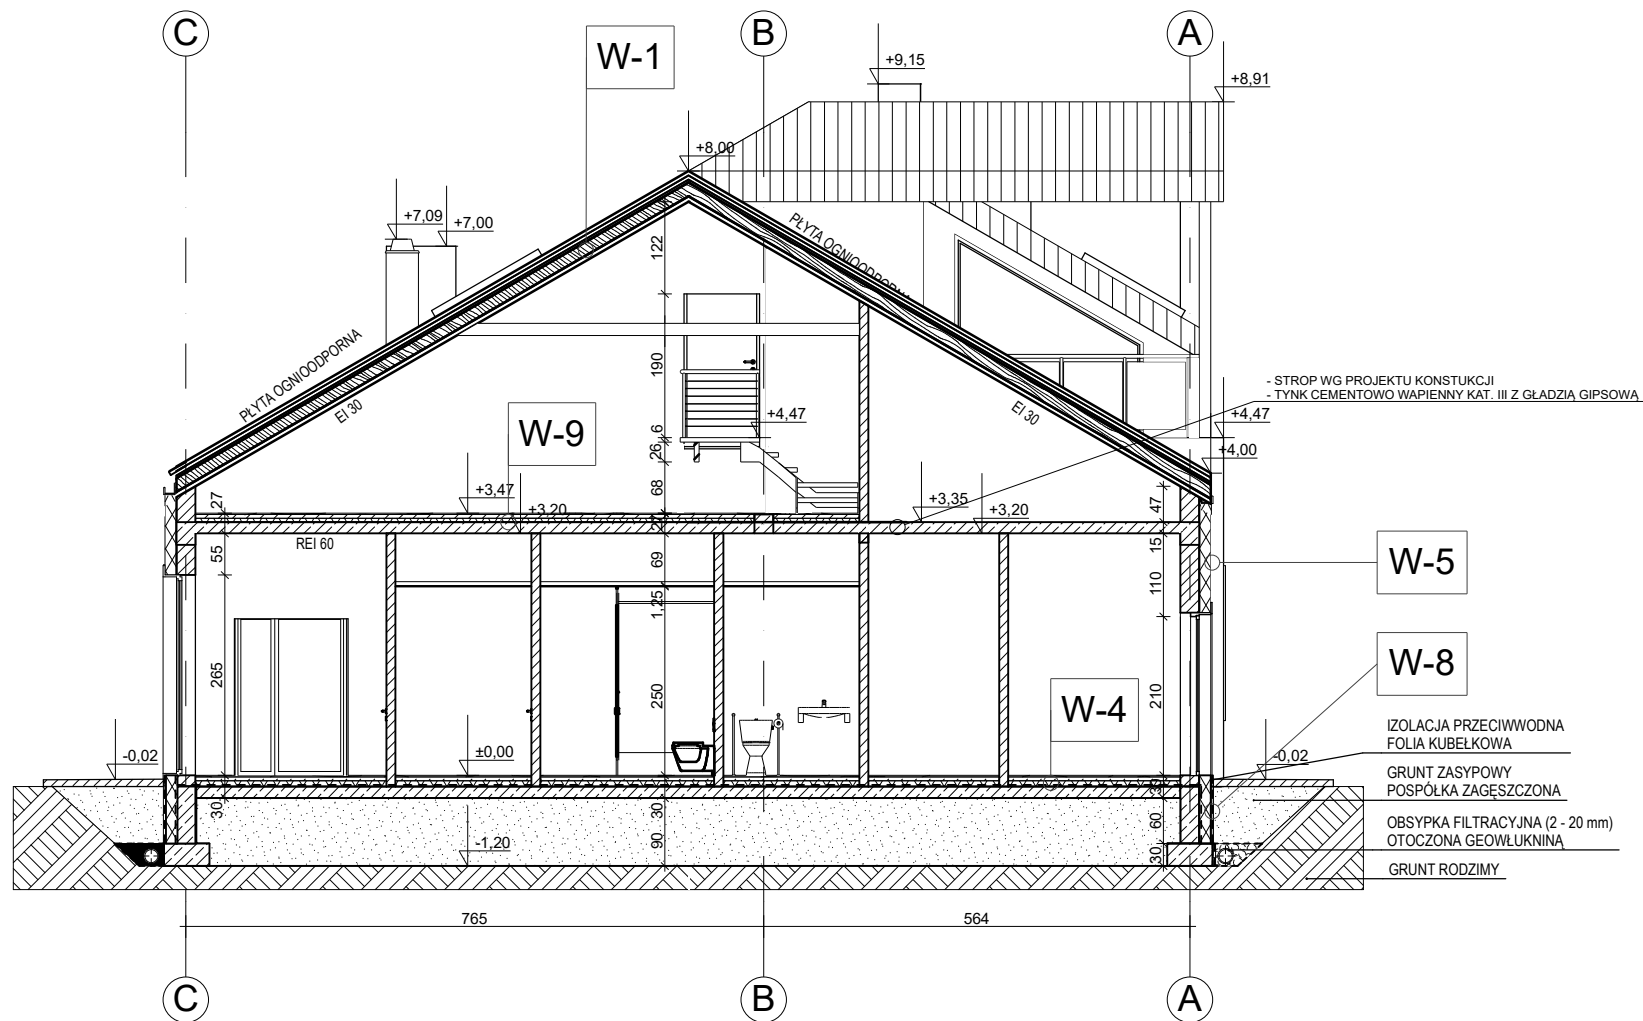 C
B
A
W-1
+9,15
+8,91
+8,00
+7,09
+7,00
PŁYTA OGNIOODPORNA
EI 30
PŁYTA OGNIOODPORNA
EI 30
122
190
6
26
68
+4,47
- STROP WG PROJEKTU KONSTUKCJI
- TYNK CEMENTOWO WAPIENNY KAT. III Z GŁADZIĄ GIPSOWĄ
+4,47
+4,00
W-9
+3,47
+3,20
+3,35
+3,20
27
27
47
REI 60
55
69
15
W-5
1,25
110
265
250
210
W-8
W-4
-0,02
±0,00
-0,02
IZOLACJA PRZECIWWODNA
FOLIA KUBEŁKOWA
GRUNT ZASYPOWY
POSPÓŁKA ZAGĘSZCZONA
30
30
30
60
90
-1,20
30
OBSYPKA FILTRACYJNA (2 - 20 mm)
OTOCZONA GEOWŁUKNINĄ
GRUNT RODZIMY
765
564
C
B
A